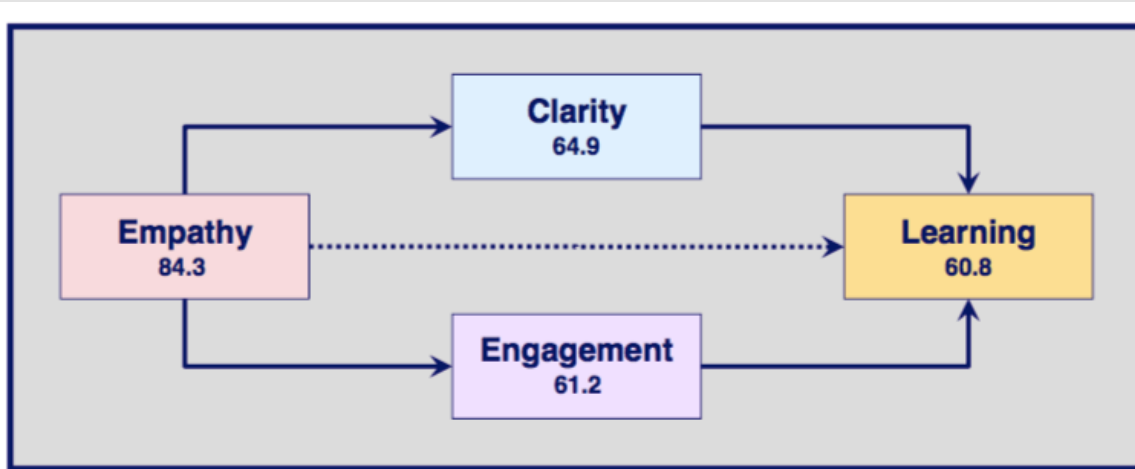 Clarity
64.9
Empathy
84.3
Learning
60.8
Engagement
61.2